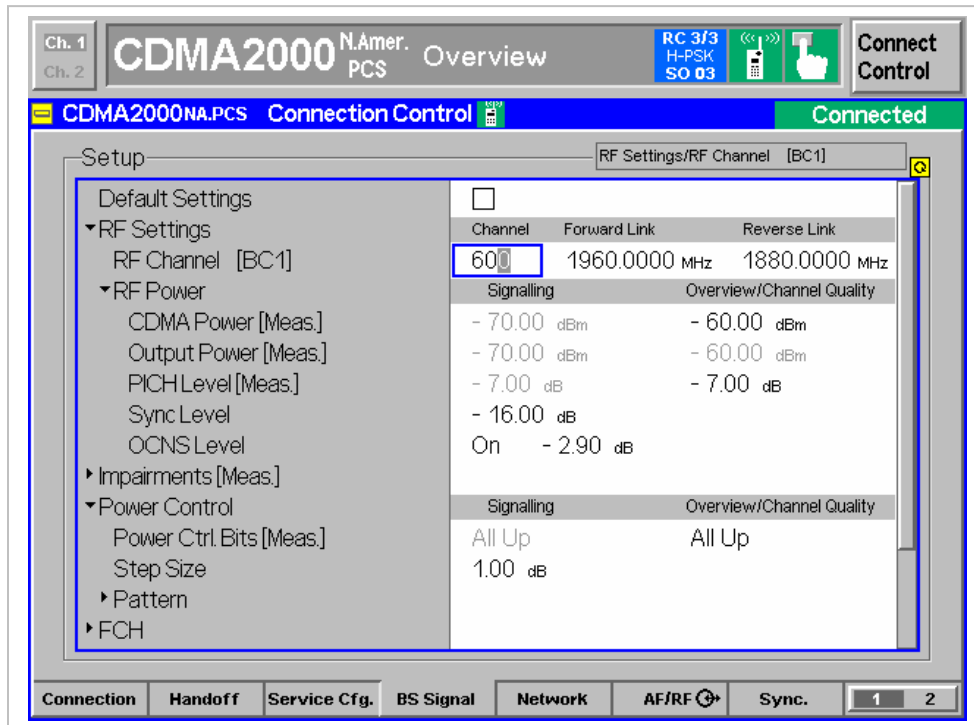 Ch. 1
Ch. 2
CDMA2000 N.Amer. PCS Overview
RC 3/3
H-PSK
SO 03
Connect
Control
CDMA2000NA.PCS Connection Control
Connected
Setup
RF Settings/RF Channel [BC1]
Default Settings
RF Settings Channel Forward Link Reverse Link
RF Channel [BC1] 600 1960.0000 MHz 1880.0000 MHz
RF Power Signalling Overview/Channel Quality
CDMA Power [Meas.] - 70.00 dBm - 60.00 dBm
Output Power [Meas.] - 70.00 dBm - 60.00 dBm
PICH Level [Meas.] - 7.00 dB - 7.00 dB
Sync Level - 16.00 dB
OCNS Level On - 2.90 dB
Impairments [Meas.]
Power Control Signalling Overview/Channel Quality
Power Ctrl. Bits [Meas.] All Up All Up
Step Size 1.00 dB
Pattern
FCH
Connection Handoff Service Cfg. BS Signal Network AF/RF Sync. 1 2